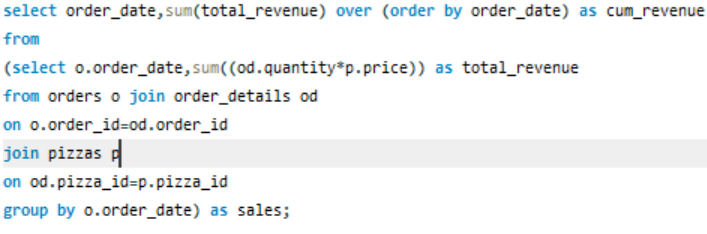 select order_date,sum(total_revenue) over (order by order_date) as cum_revenue
from
(select o.order_date,sum((od.quantity*p.price)) as total_revenue
from orders o join order_details od
on o.order_id=od.order_id
join pizzas p
on od.pizza_id=p.pizza_id
group by o.order_date) as sales;